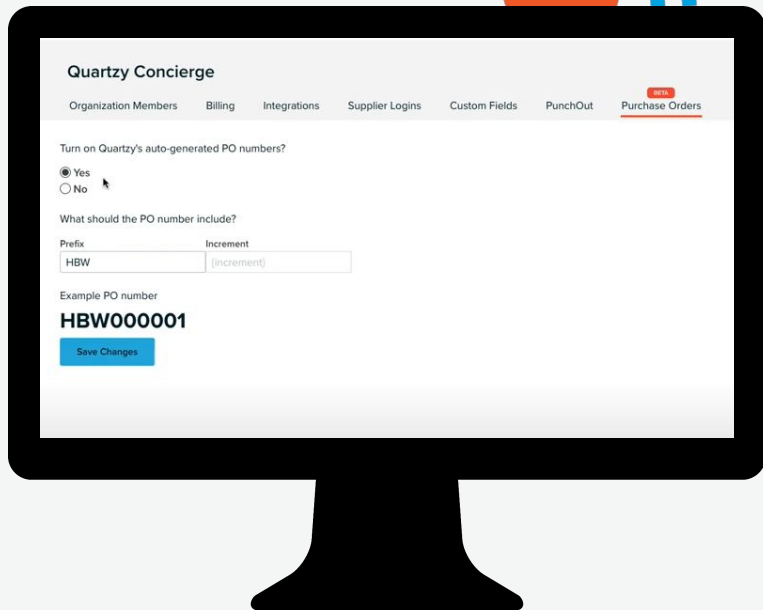 Quartzy Concierge
BETA
Organization Members Billing Integrations Supplier Logins Custom Fields PunchOut Purchase Orders
Turn on Quartzy's auto-generated PO numbers?
Yes
No
What should the PO number include?
Prefix Increment
HBW (increment)
Example PO number
HBW000001
Save Changes